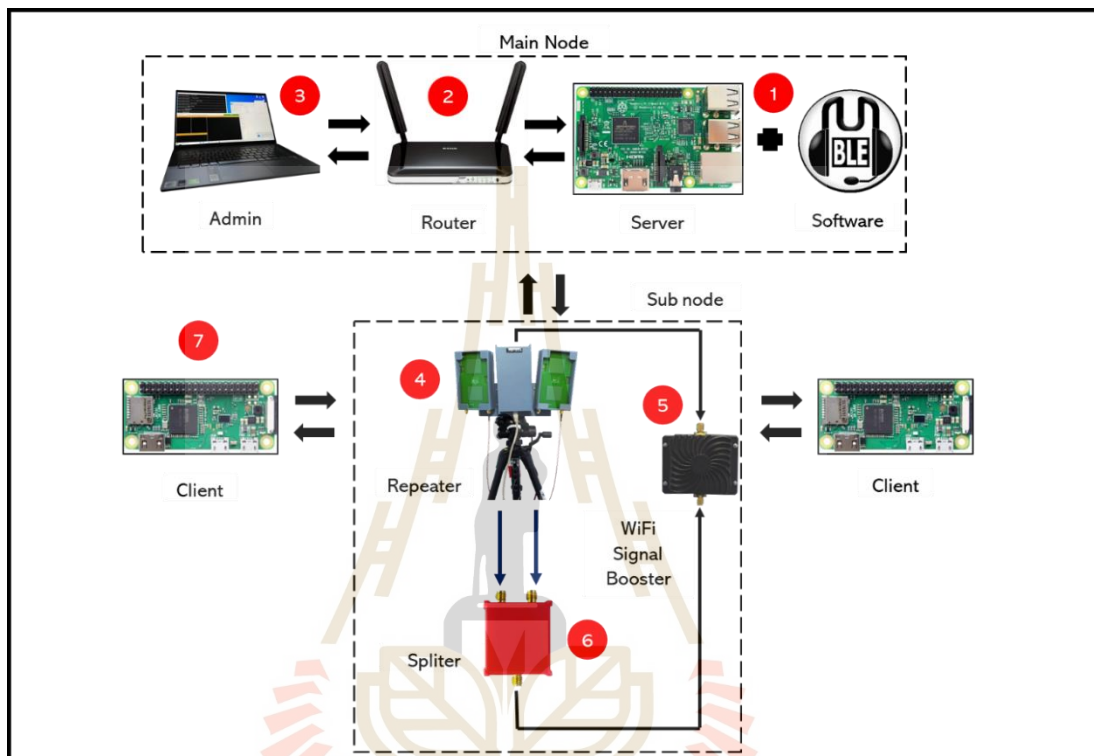 Main Node
3
2
1
BLE
Admin
Router
Server
Software
Sub node
7
4
5
Client
Repeater
Client
WiFi
Signal
Booster
Spliter
6